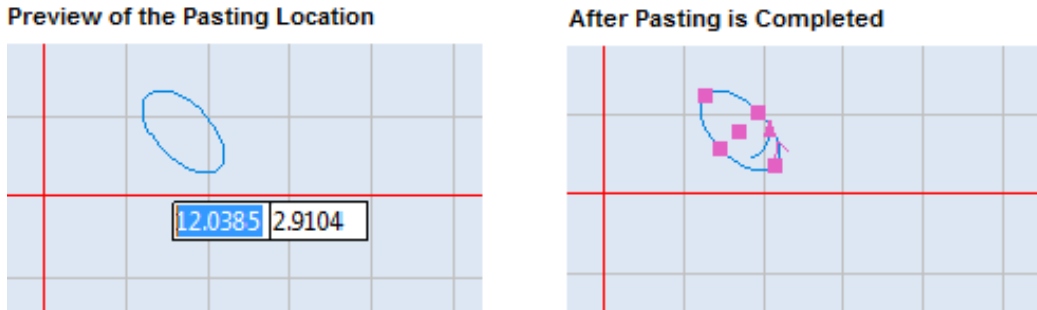 Preview of the Pasting Location
After Pasting is Completed
12.0385 2.9104